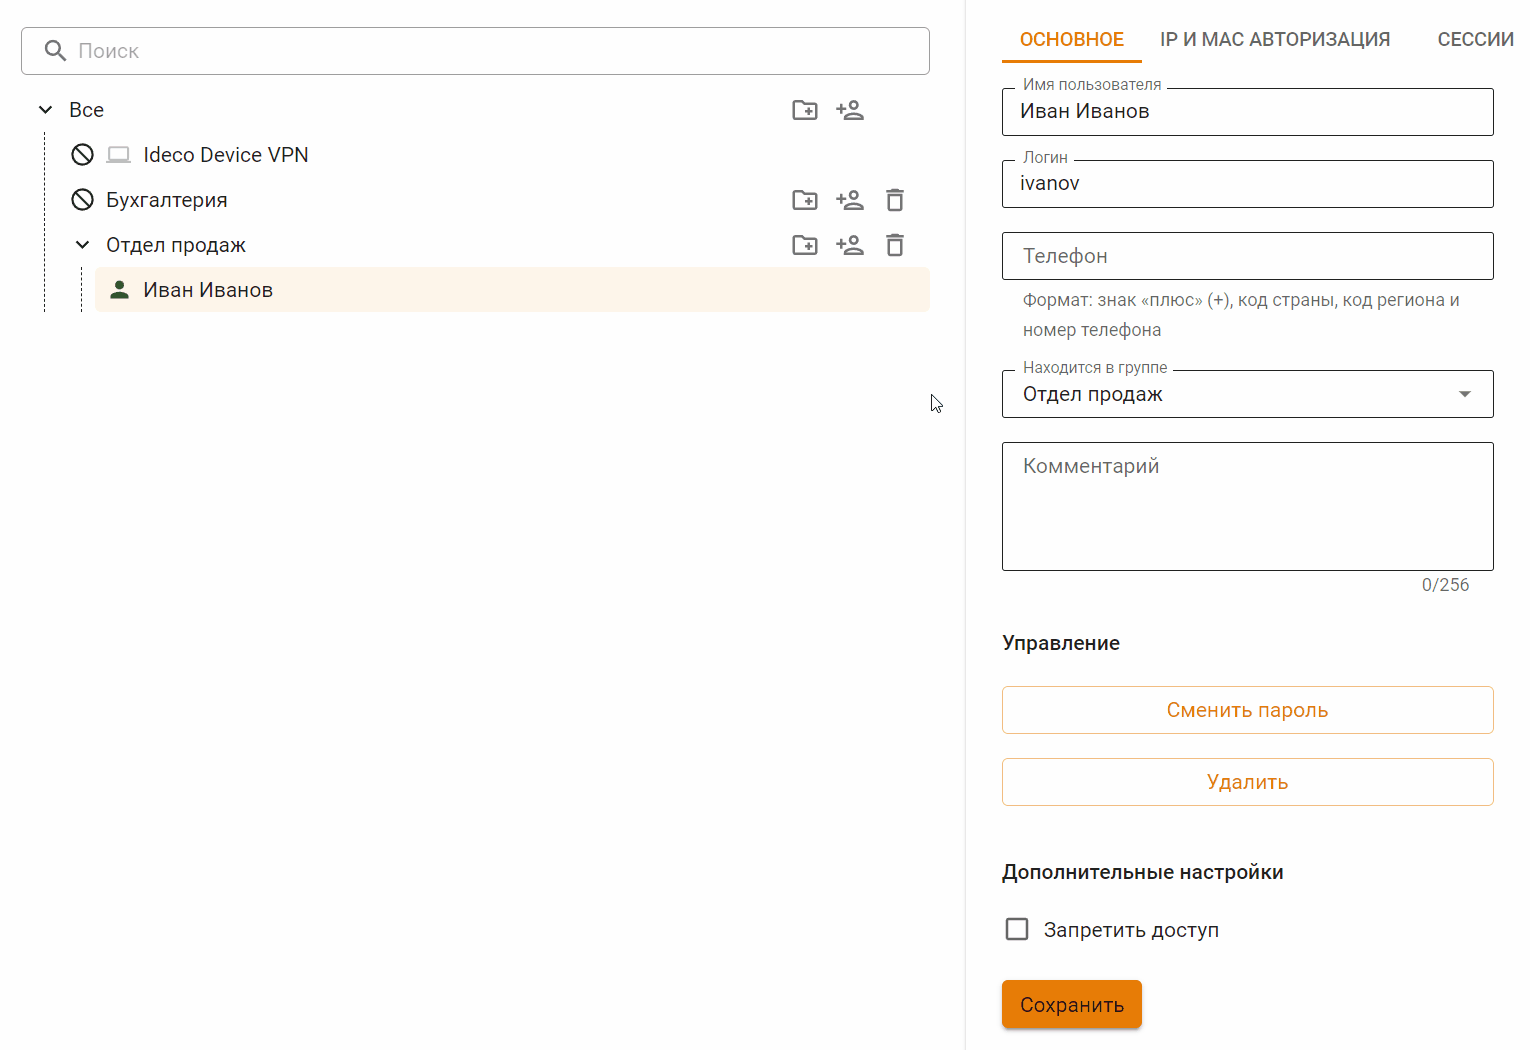 Поиск
Все
Ideco Device VPN
Бухгалтерия
Отдел продаж
Иван Иванов
ОСНОВНОЕ IP И MAC АВТОРИЗАЦИЯ СЕССИИ
Имя пользователя
Иван Иванов
Логин
ivanov
Телефон
Формат: знак «плюс» (+), код страны, код региона и
номер телефона
Находится в группе
Отдел продаж
Комментарий
0/256
Управление
Сменить пароль
Удалить
Дополнительные настройки
Запретить доступ
Сохранить